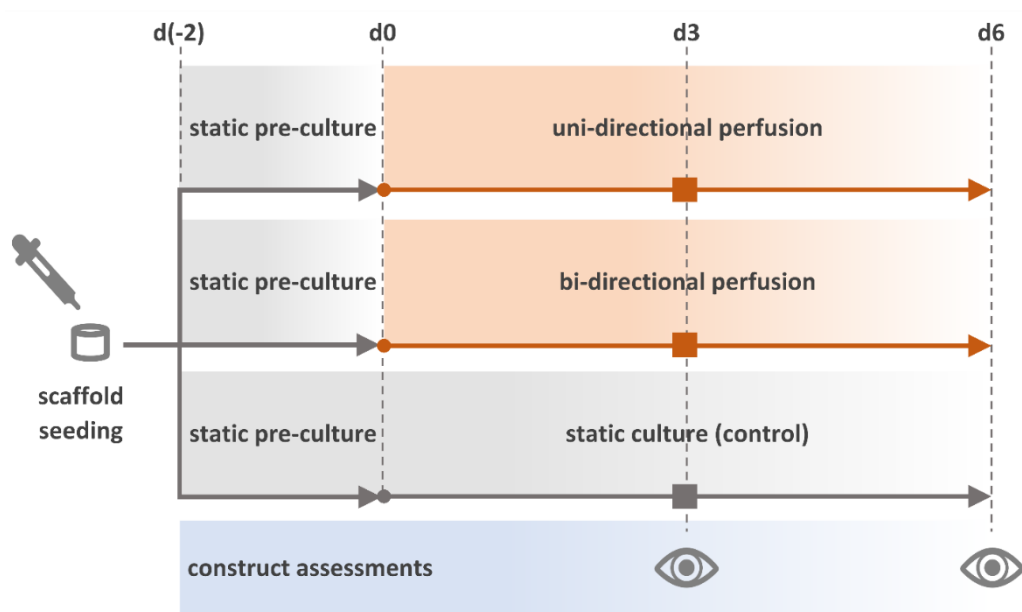 d(-2) d0 d3 d6
static pre-culture uni-directional perfusion
static pre-culture bi-directional perfusion
scaffold
seeding
static pre-culture static culture (control)
construct assessments